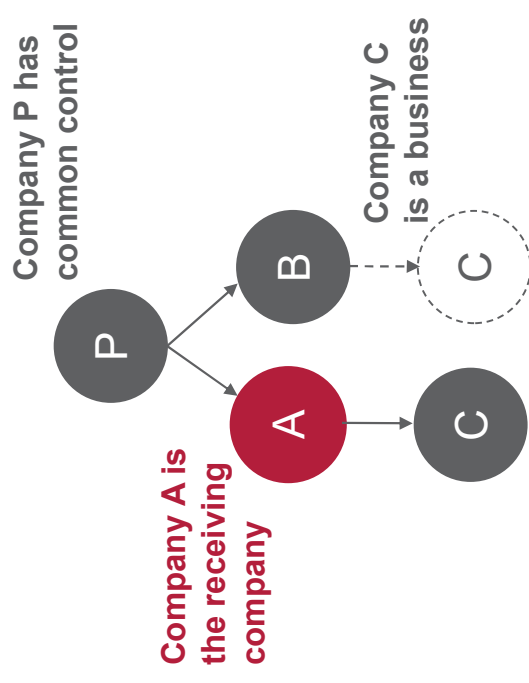 Company P has
common control
P
Company A is
the receiving
company
A
B
Company C
is a business
C
C